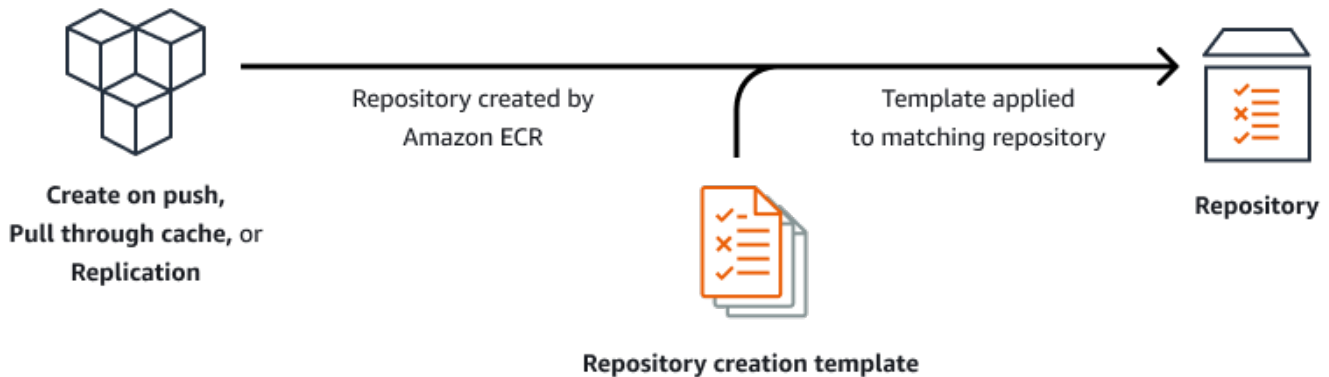 Create on push,
Pull through cache, or
Replication
Repository created by
Amazon ECR
Template applied
to matching repository
Repository creation template
Repository